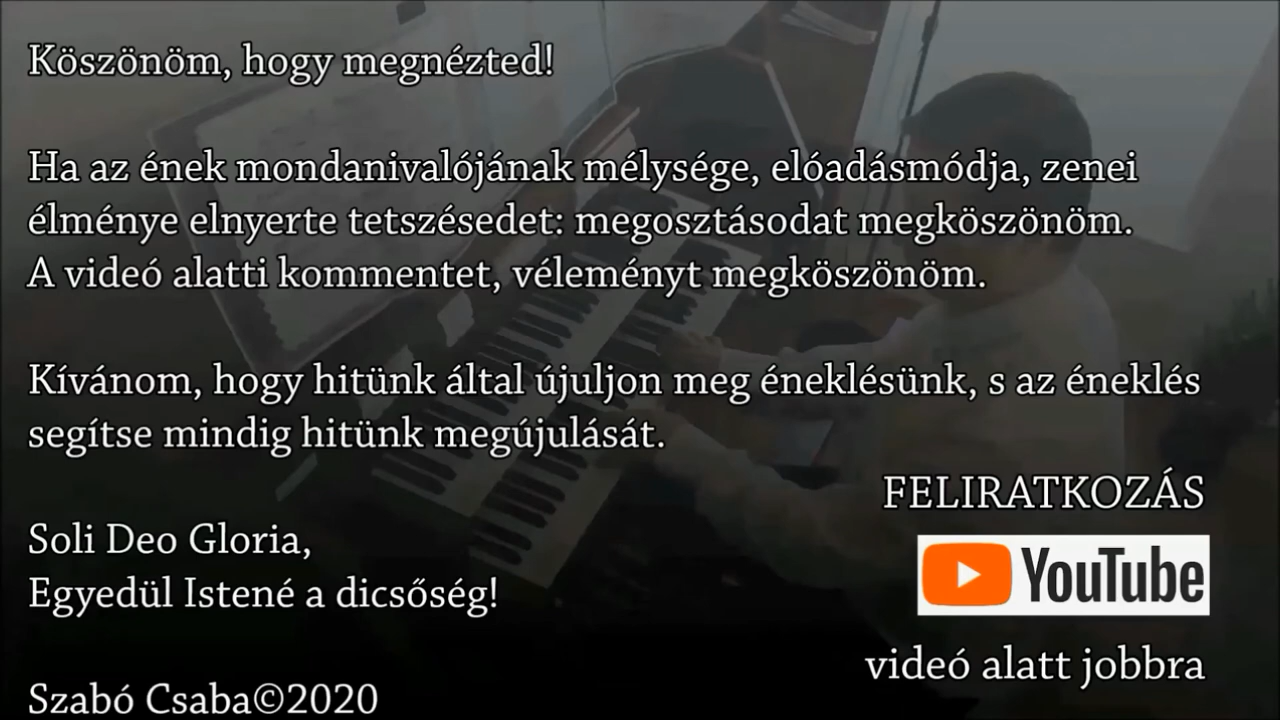 Köszönöm, hogy megnézted!
Ha az ének mondanivalójának mélysége, elóadásmódja, zenei
élménye elnyerte tetszésedet: megosztásodat megköszönöm.
A videó alatti kommentet, véleményt megköszönöm.
Kívánom, hogy hitünk által újuljon meg éneklésünk, s az éneklés
segítse mindig hitünk megújulását.
Soli Deo Gloria,
Egyedül Istené a dicsőség!
Szabó Csaba©2020
FELIRATKOZÁS
YouTube
videó alatt jobbra